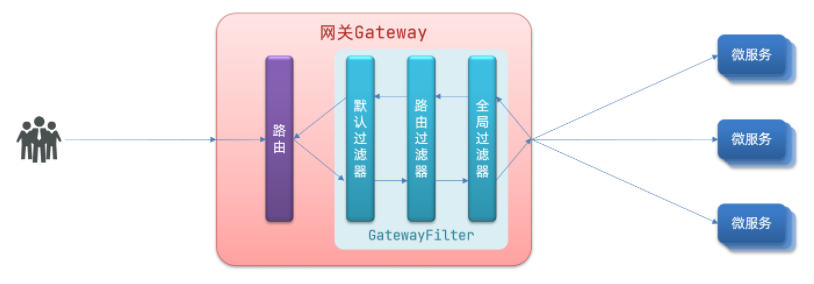 网关Gateway
路由
默认过滤器
路由过滤器
全局过滤器
GatewayFilter
微服务
微服务
微服务